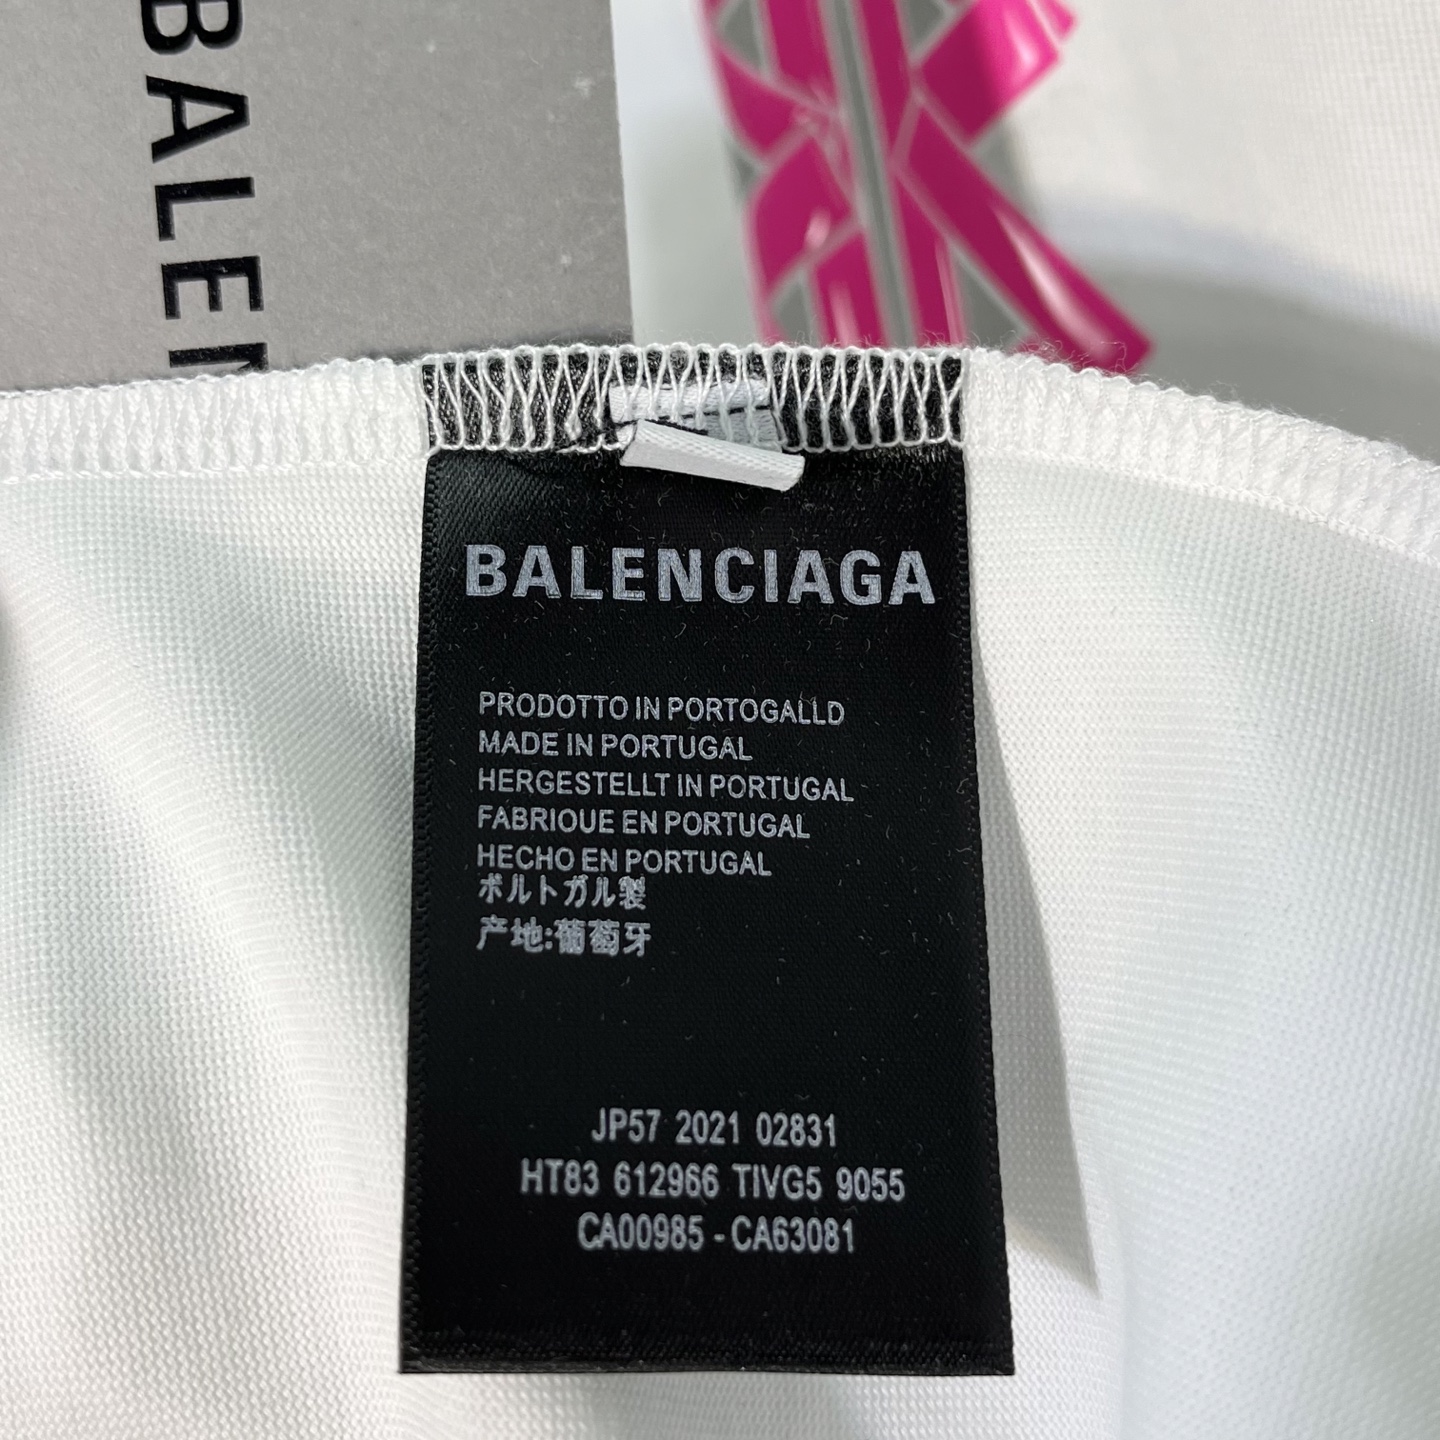 BALEN
BALENCIAGA
PRODOTTO IN PORTOGALLD
MADE IN PORTUGAL
HERGESTELLT IN PORTUGAL
FABRIOUE EN PORTUGAL
HECHO EN PORTUGAL
ポルトガル製
产地:葡萄牙
JP57 2021 02831
HT83 612966 TIVG5 9055
CA00985 - CA63081